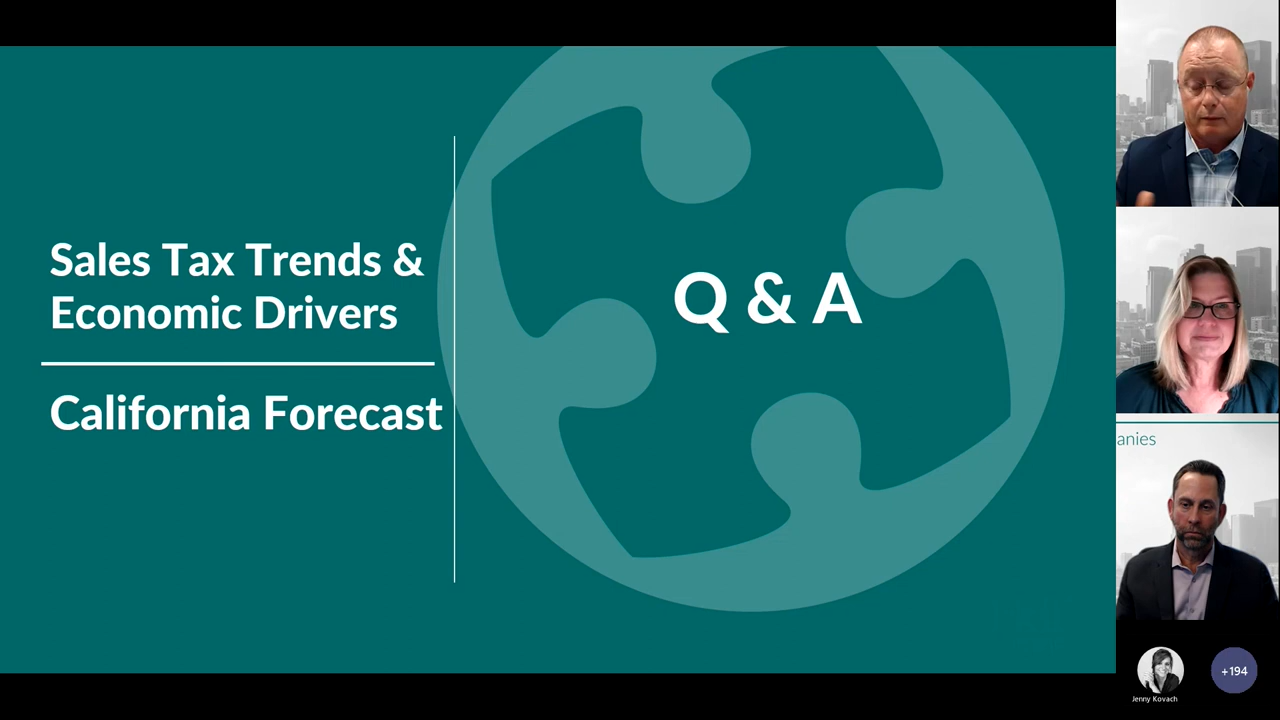 Sales Tax Trends &
Economic Drivers
California Forecast
Q & A
anies
Jenny Kovach
+194